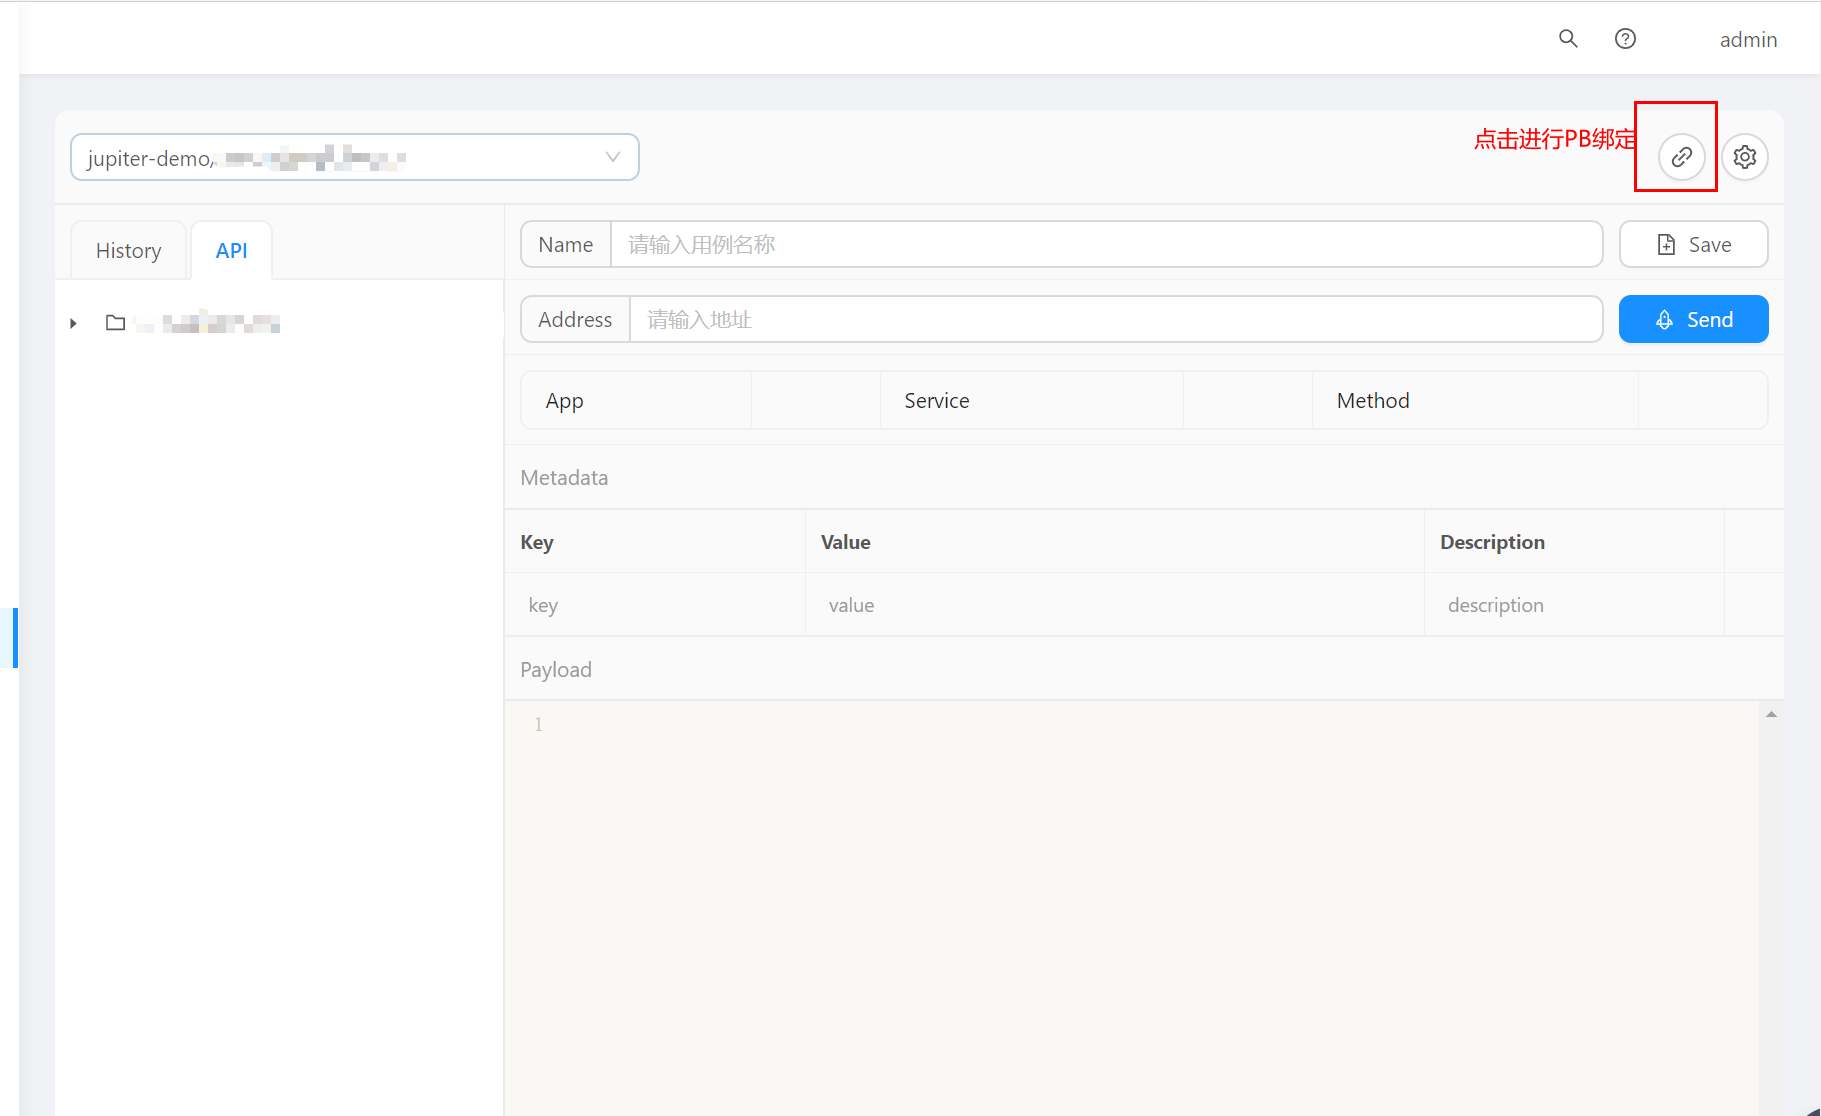 admin
jupiter-demo/
点击进行PB绑定
History
API
Name
请输入用例名称
Save
Address
请输入地址
Send
App
Service
Method
Metadata
Key
Value
Description
key
value
description
Payload
1